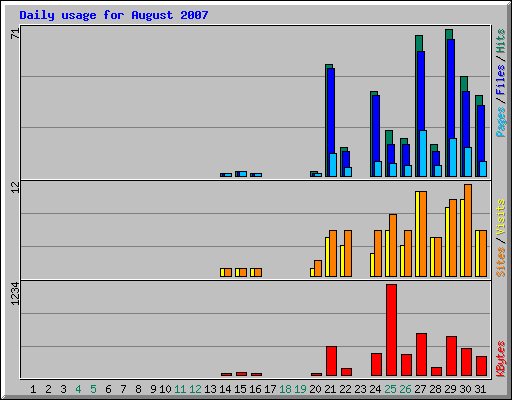 Daily usage for August 2007
71
Pages/Files/Hits
12
Sites/Visits
1234
KBytes
1 2 3 4 5 6 7 8 9 10 11 12 13 14 15 16 17 18 19 20 21 22 23 24 25 26 27 28 29 30 31